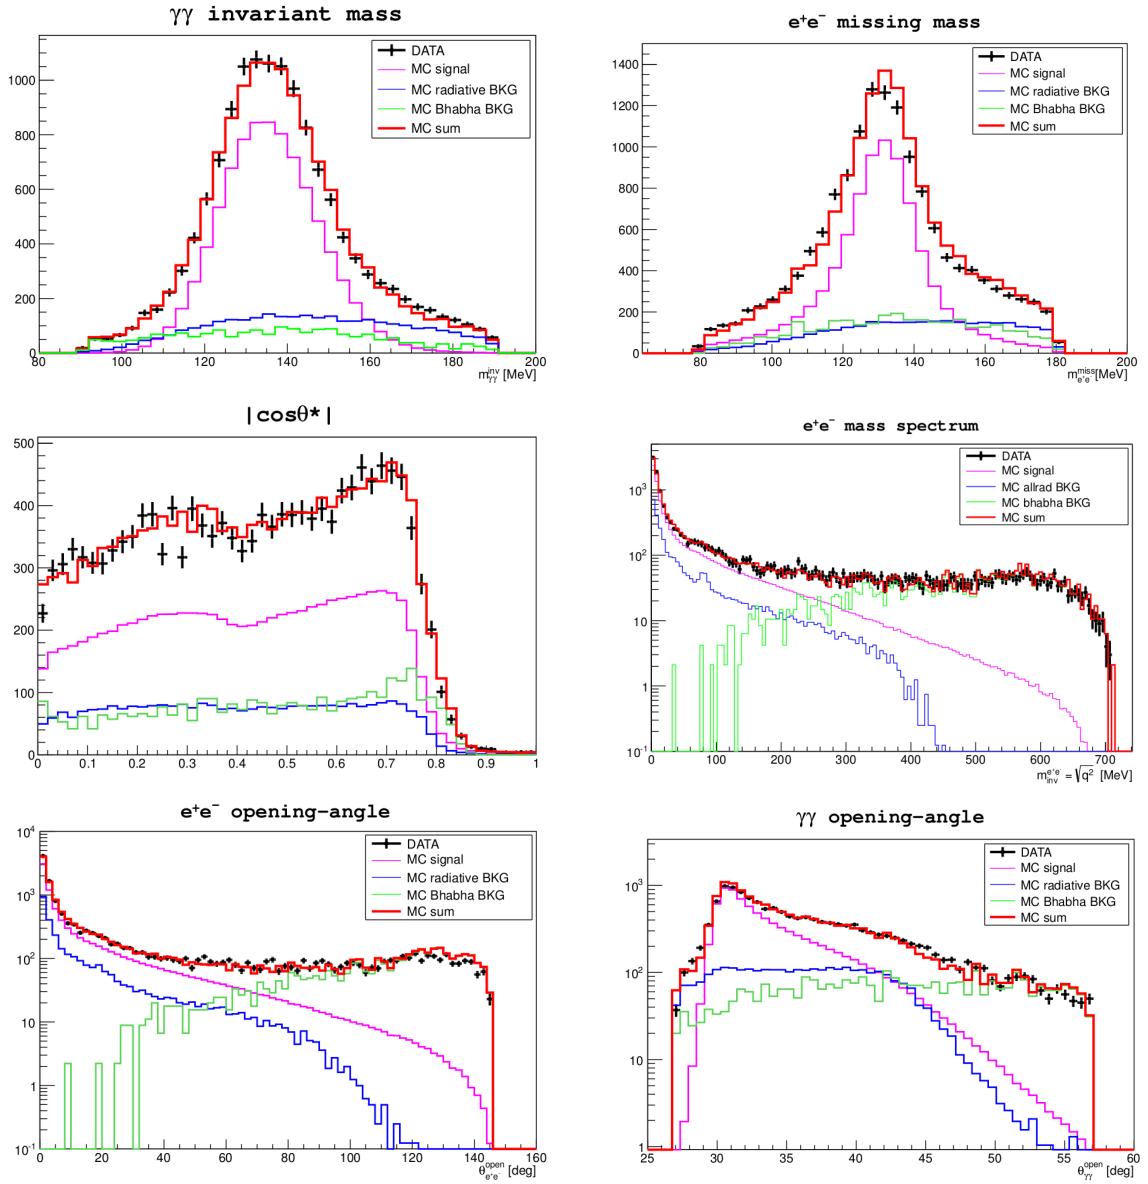 γγ invariant mass
1000
800
600
400
200
0
80 100 120 140 160 180 200
DATA
MC signal
MC radiative BKG
MC Bhabha BKG
MC sum
m^inv_γγ [MeV]
e⁺e⁻ missing mass
1400
1200
1000
800
600
400
200
0
80 100 120 140 160 180 200
DATA
MC signal
MC radiative BKG
MC Bhabha BKG
MC sum
m^miss_e⁺e⁻ [MeV]
|cosθ*|
500
400
300
200
100
0
0 0.1 0.2 0.3 0.4 0.5 0.6 0.7 0.8 0.9 1
e⁺e⁻ mass spectrum
10³
10²
10
1
10⁻¹
0 100 200 300 400 500 600 700
DATA
MC signal
MC allrad BKG
MC bhabha BKG
MC sum
m^e⁺e⁻_inv = √q² [MeV]
e⁺e⁻ opening-angle
10⁴
10³
10²
10
1
10⁻¹
0 20 40 60 80 100 120 140 160
DATA
MC signal
MC radiative BKG
MC Bhabha BKG
MC sum
θ^open_e⁺e⁻ [deg]
γγ opening-angle
10³
10²
10
1
25 30 35 40 45 50 55 60
DATA
MC signal
MC radiative BKG
MC Bhabha BKG
MC sum
θ^open_γγ [deg]